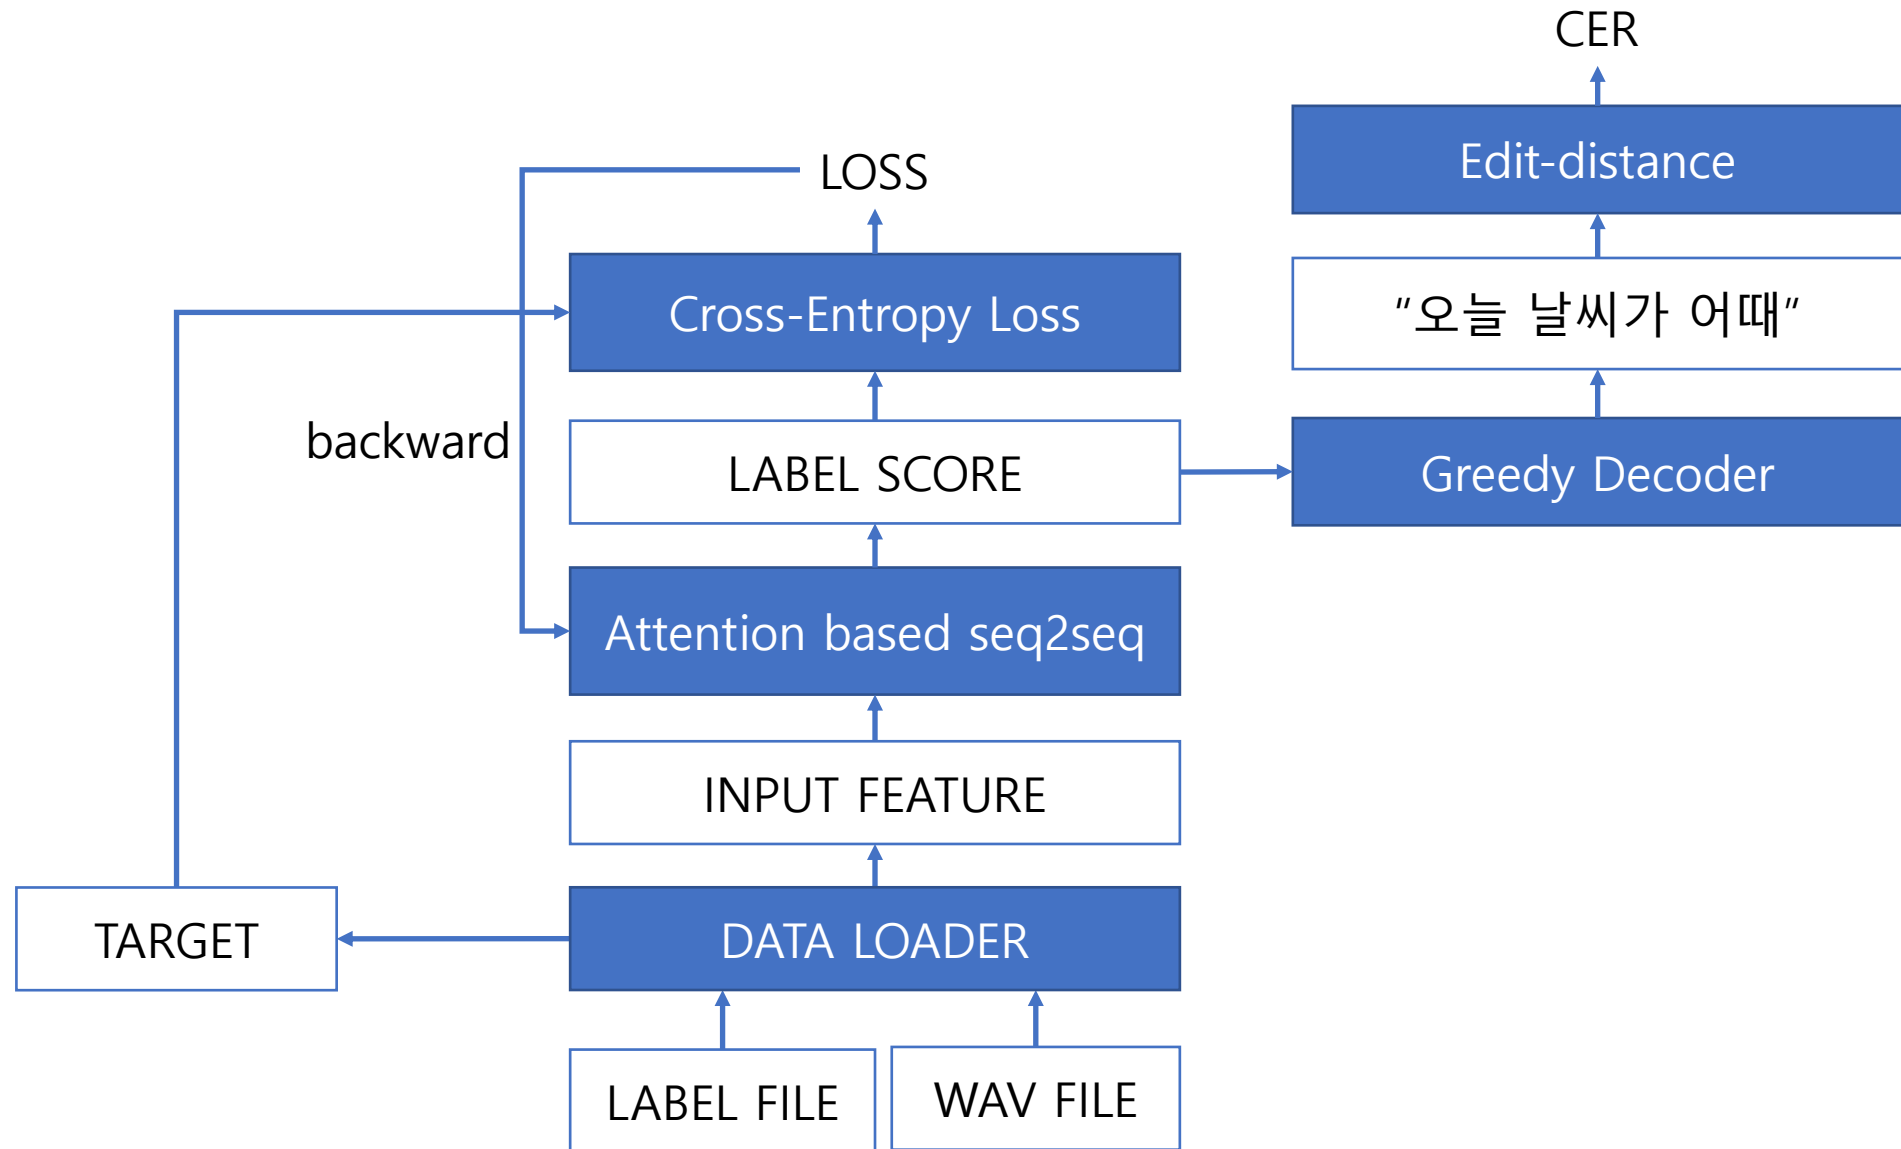 CER
Edit-distance
LOSS
Cross-Entropy Loss
"오늘 날씨가 어때"
backward
LABEL SCORE
Greedy Decoder
Attention based seq2seq
INPUT FEATURE
TARGET
DATA LOADER
LABEL FILE
WAV FILE